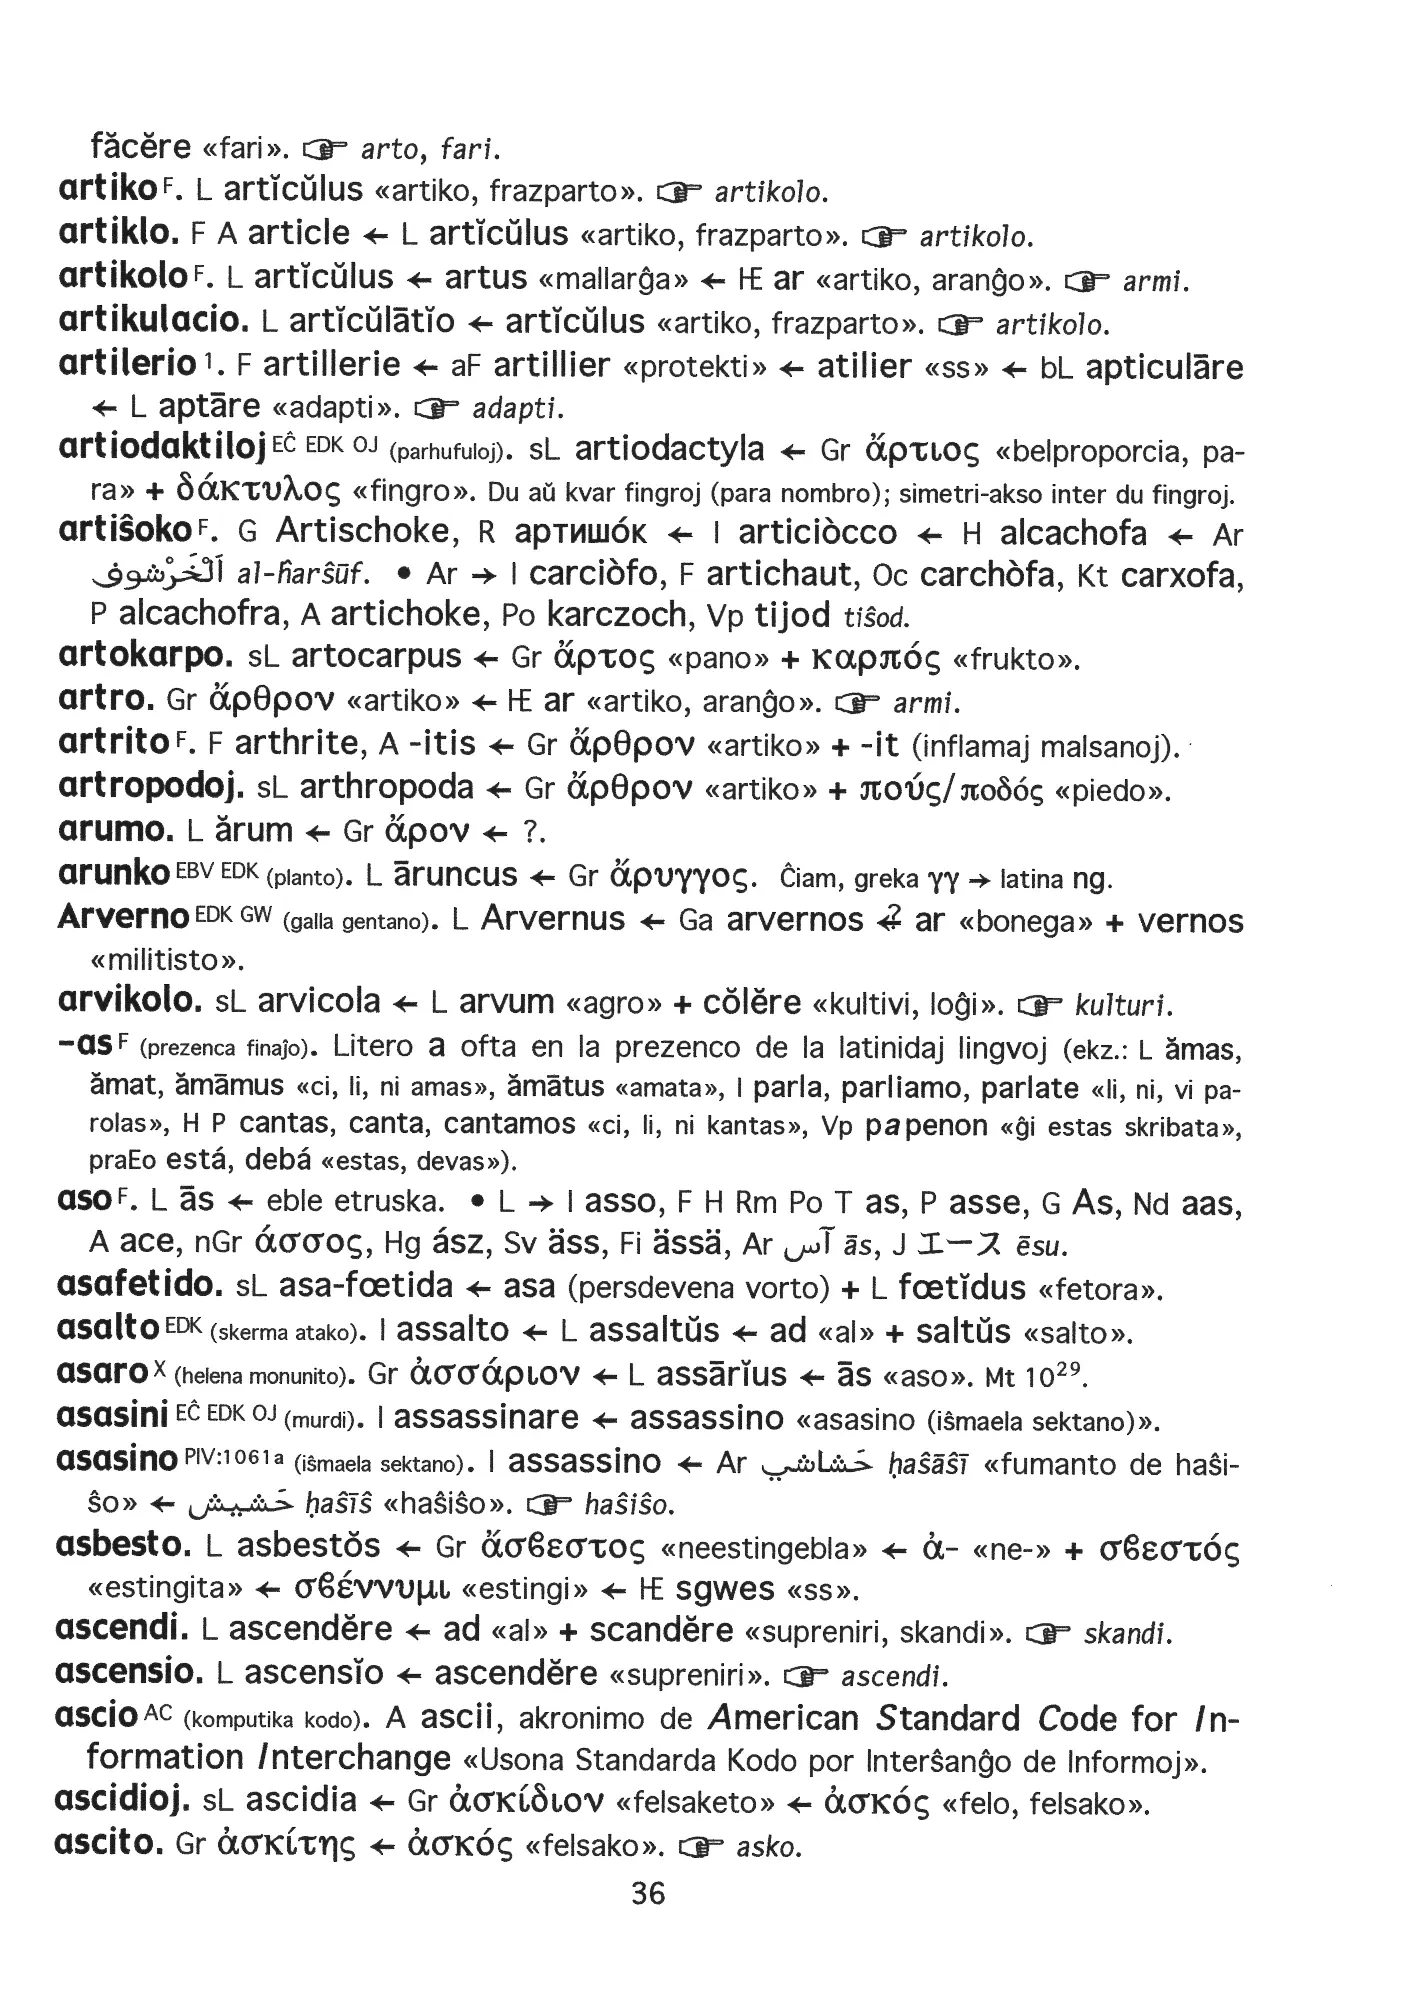 făcĕre «fari». ☞ arto, fari.
artiko F. L artĭcŭlus «artiko, frazparto». ☞ artikolo.
artiklo. F A article ← L artĭcŭlus «artiko, frazparto». ☞ artikolo.
artikolo F. L artĭcŭlus ← artus «mallarĝa» ← HE ar «artiko, aranĝo». ☞ armi.
artikulacio. L artĭcŭlātĭo ← artĭcŭlus «artiko, frazparto». ☞ artikolo.
artilerio 1. F artillerie ← aF artillier «protekti» ← atilier «ss» ← bL apticulāre
← L aptāre «adapti». ☞ adapti.
artiodaktiloj EĈ EDK OJ (parhufuloj). sL artiodactyla ← Gr ἄρτιος «belproporcia, pa-
ra» + δάκτυλος «fingro». Du aŭ kvar fingroj (para nombro); simetri-akso inter du fingroj.
artiŝoko F. G Artischoke, R артишóк ← I articiòcco ← H alcachofa ← Ar
اَلْخَرْشوف al-ĥarŝūf. • Ar → I carciòfo, F artichaut, Oc carchòfa, Kt carxofa,
P alcachofra, A artichoke, Po karczoch, Vp tijod tiŝod.
artokarpo. sL artocarpus ← Gr ἄρτος «pano» + καρπός «frukto».
artro. Gr ἄρθρον «artiko» ← HE ar «artiko, aranĝo». ☞ armi.
artrito F. F arthrite, A -itis ← Gr ἄρθρον «artiko» + -it (inflamaj malsanoj).
artropodoj. sL arthropoda ← Gr ἄρθρον «artiko» + πούς/ποδός «piedo».
arumo. L ărum ← Gr ἄρον ← ?.
arunko EBV EDK (planto). L āruncus ← Gr ἄρυγγος. Ĉiam, greka γγ → latina ng.
Arverno EDK GW (galla gentano). L Arvernus ← Ga arvernos ←? ar «bonega» + vernos
«militisto».
arvikolo. sL arvicola ← L arvum «agro» + cŏlĕre «kultivi, loĝi». ☞ kulturi.
-as F (prezenca finaĵo). Litero a ofta en la prezenco de la latinidaj lingvoj (ekz.: L ămas,
ămat, ămāmus «ci, li, ni amas», ămātus «amata», I parla, parliamo, parlate «li, ni, vi pa-
rolas», H P cantas, canta, cantamos «ci, li, ni kantas», Vp papenon «ĝi estas skribata»,
praEo está, debá «estas, devas»).
aso F. L ās ← eble etruska. • L → I asso, F H Rm Po T as, P asse, G As, Nd aas,
A ace, nGr άσσος, Hg ász, Sv äss, Fi ässä, Ar آس ās, J エース ēsu.
asafetido. sL asa-fœtida ← asa (persdevena vorto) + L fœtĭdus «fetora».
asalto EDK (skerma atako). I assalto ← L assaltŭs ← ad «al» + saltŭs «salto».
asaro X (helena monunito). Gr ἀσσάριον ← L assārĭus ← ās «aso». Mt 10²⁹.
asasini EĈ EDK OJ (murdi). I assassinare ← assassino «asasino (iŝmaela sektano)».
asasino PIV:1061a (iŝmaela sektano). I assassino ← Ar حَشاشي ḥaŝāŝī «fumanto de haŝi-
ŝo» ← حَشيش ḥaŝīŝ «haŝiŝo». ☞ haŝiŝo.
asbesto. L asbestŏs ← Gr ἄσϐεστος «neestingebla» ← ἀ- «ne-» + σϐεστός
«estingita» ← σϐέννυμι «estingi» ← HE sgwes «ss».
ascendi. L ascendĕre ← ad «al» + scandĕre «supreniri, skandi». ☞ skandi.
ascensio. L ascensĭo ← ascendĕre «supreniri». ☞ ascendi.
ascio AC (komputika kodo). A ascii, akronimo de American Standard Code for In-
formation Interchange «Usona Standarda Kodo por Interŝanĝo de Informoj».
ascidioj. sL ascidia ← Gr ἀσκίδιον «felsaketo» ← ἀσκός «felo, felsako».
ascito. Gr ἀσκίτης ← ἀσκός «felsako». ☞ asko.
36